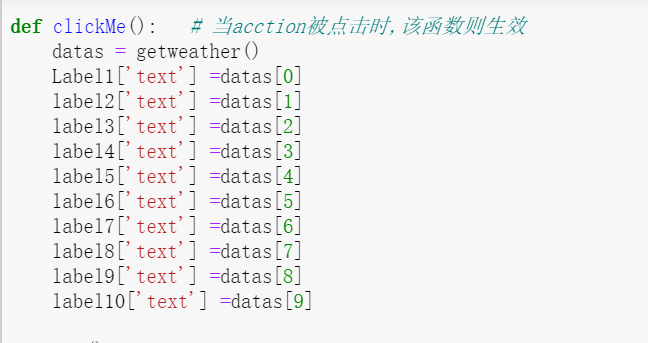 def clickMe():   # 当acction被点击时,该函数则生效
    datas = getweather()
    Label1['text'] =datas[0]
    label2['text'] =datas[1]
    label3['text'] =datas[2]
    label4['text'] =datas[3]
    label5['text'] =datas[4]
    label6['text'] =datas[5]
    label7['text'] =datas[6]
    label8['text'] =datas[7]
    label9['text'] =datas[8]
    label10['text'] =datas[9]